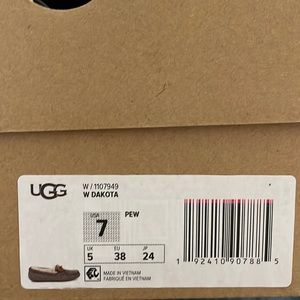 W / 1107949
W DAKOTA
UGG
USA
7
PEW
UK
5
EU
38
JP
24
MADE IN VIETNAM
FABRIQUÉ EN VIETNAM
1 92410 90788 5